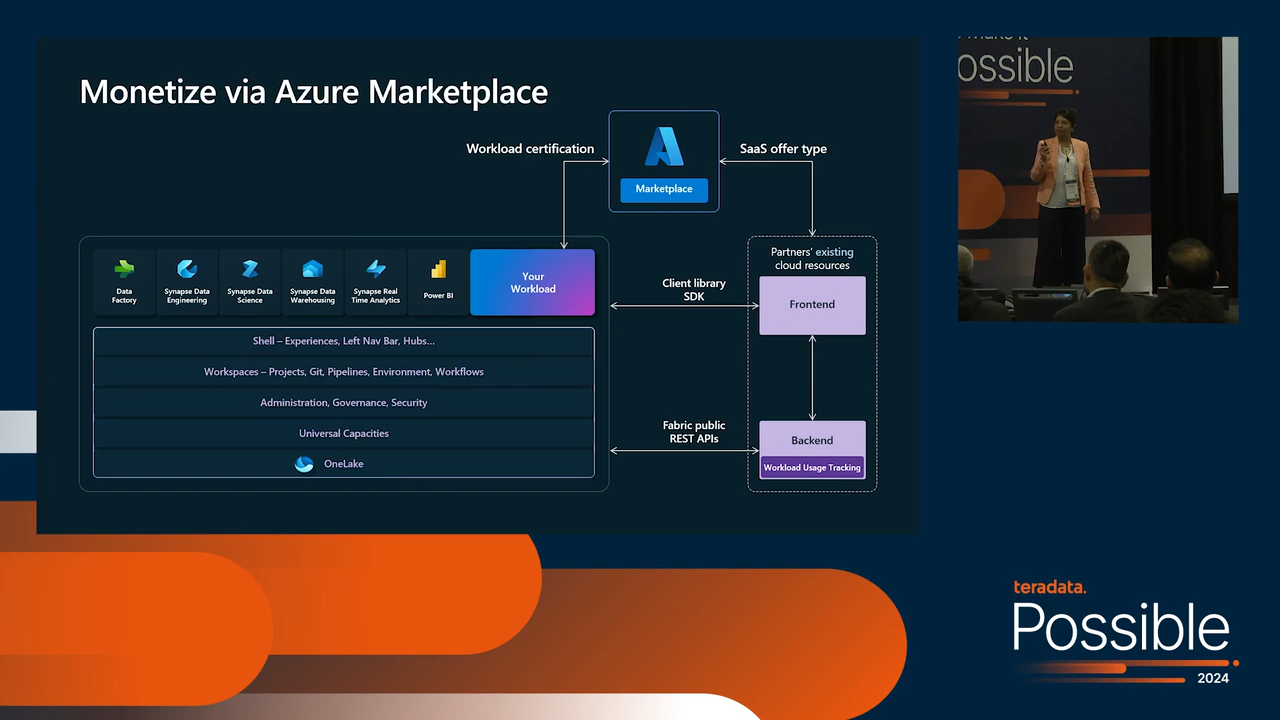 Monetize via Azure Marketplace
Workload certification
SaaS offer type
Marketplace
Data
Factory
Synapse Data
Engineering
Synapse Data
Science
Synapse Data
Warehousing
Synapse Real
Time Analytics
Power BI
Your
Workload
Shell – Experiences, Left Nav Bar, Hubs...
Workspaces – Projects, Git, Pipelines, Environment, Workflows
Administration, Governance, Security
Universal Capacities
OneLake
Client library
SDK
Fabric public
REST APIs
Partners' existing
cloud resources
Frontend
Backend
Workload Usage Tracking
ossible
teradata.
Possible
2024